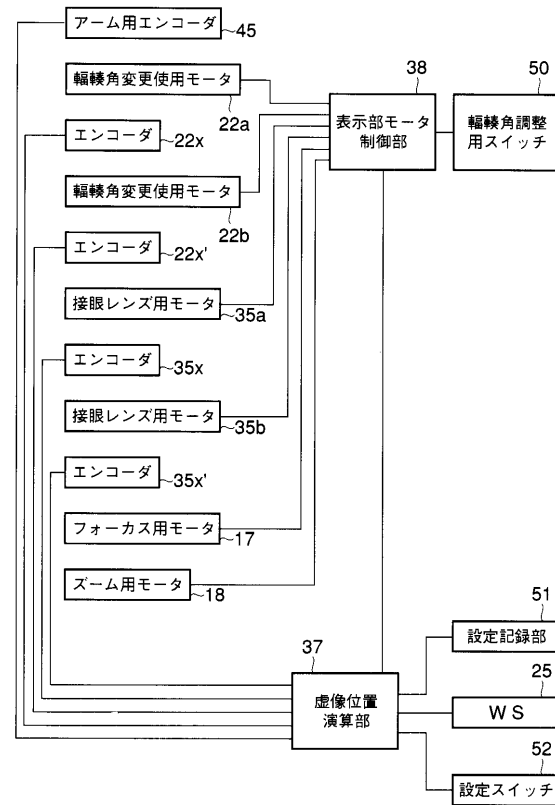 アーム用エンコーダ
45
輻輳角変更使用モータ
22a
エンコーダ
22x
輻輳角変更使用モータ
22b
エンコーダ
22x'
接眼レンズ用モータ
35a
エンコーダ
35x
接眼レンズ用モータ
35b
エンコーダ
35x'
フォーカス用モータ
17
ズーム用モータ
18
38
表示部モータ
制御部
50
輻輳角調整
用スイッチ
37
虚像位置
演算部
51
設定記録部
25
WS
52
設定スイッチ